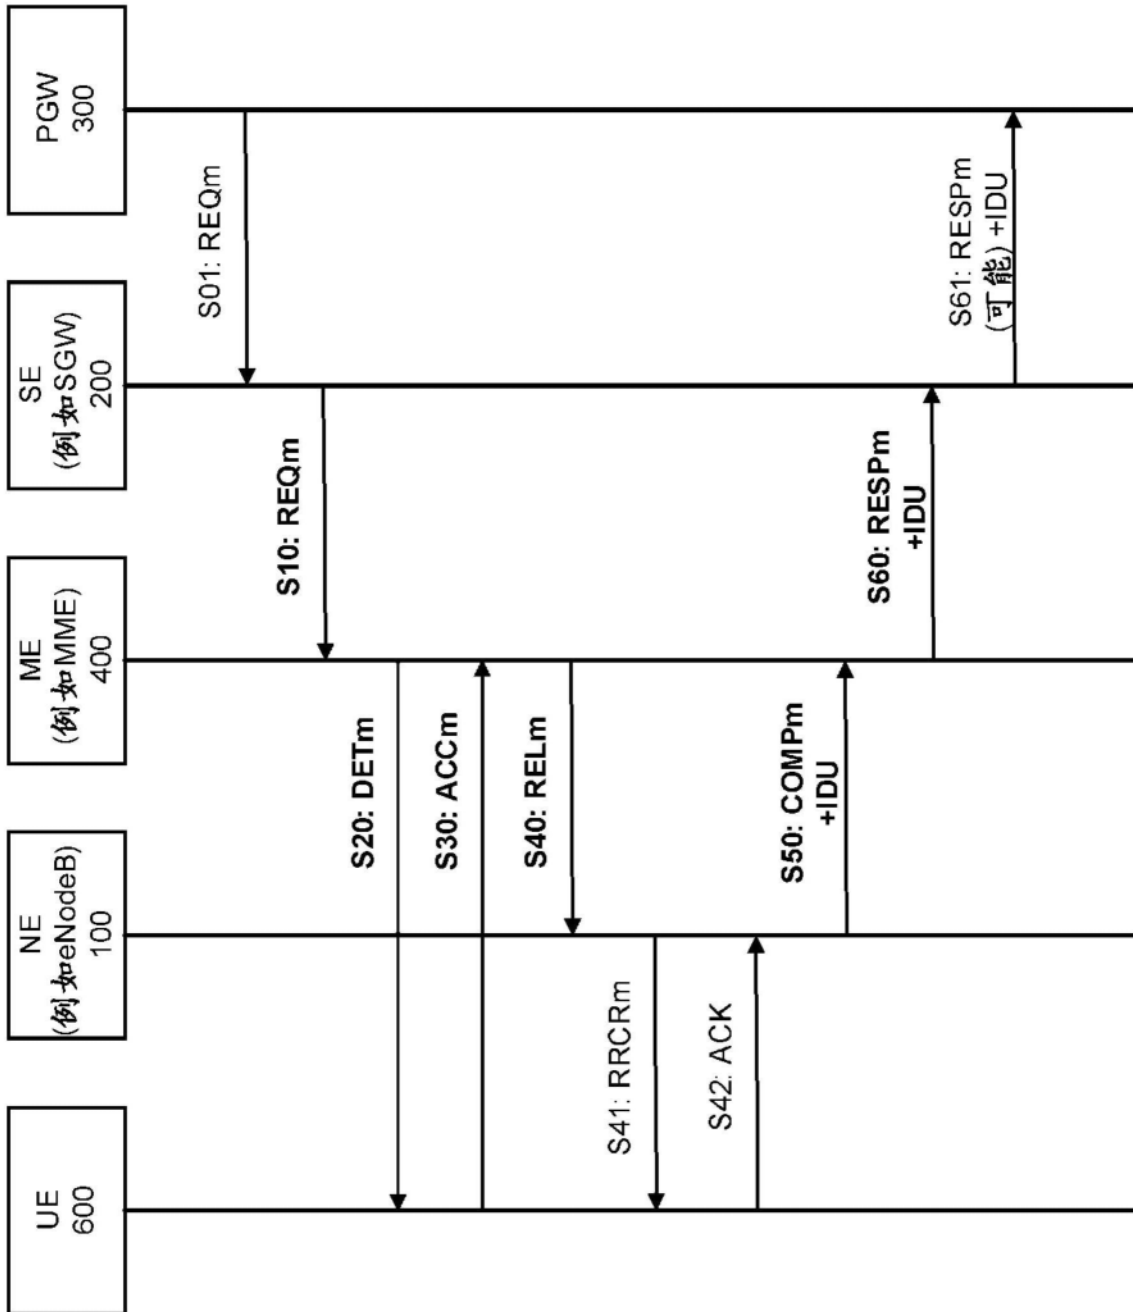 UE
600
NE
(例如eNodeB)
100
ME
(例如MME)
400
SE
(例如SGW)
200
PGW
300
S01: REQm
S10: REQm
S20: DETm
S30: ACCm
S40: RELm
S41: RRCRm
S42: ACK
S50: COMPm
+IDU
S60: RESPm
+IDU
S61: RESPm
(可能) +IDU